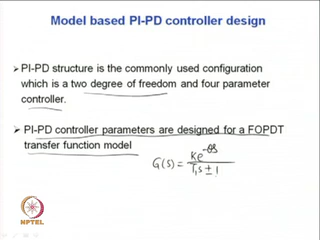 Model based PI-PD controller design
➢PI-PD structure is the commonly used configuration
which is a two degree of freedom and four parameter
controller.
➢ PI-PD controller parameters are designed for a FOPDT
transfer function model
G(s) = Ke^{-θs} / (T₁s ± 1)
NPTEL